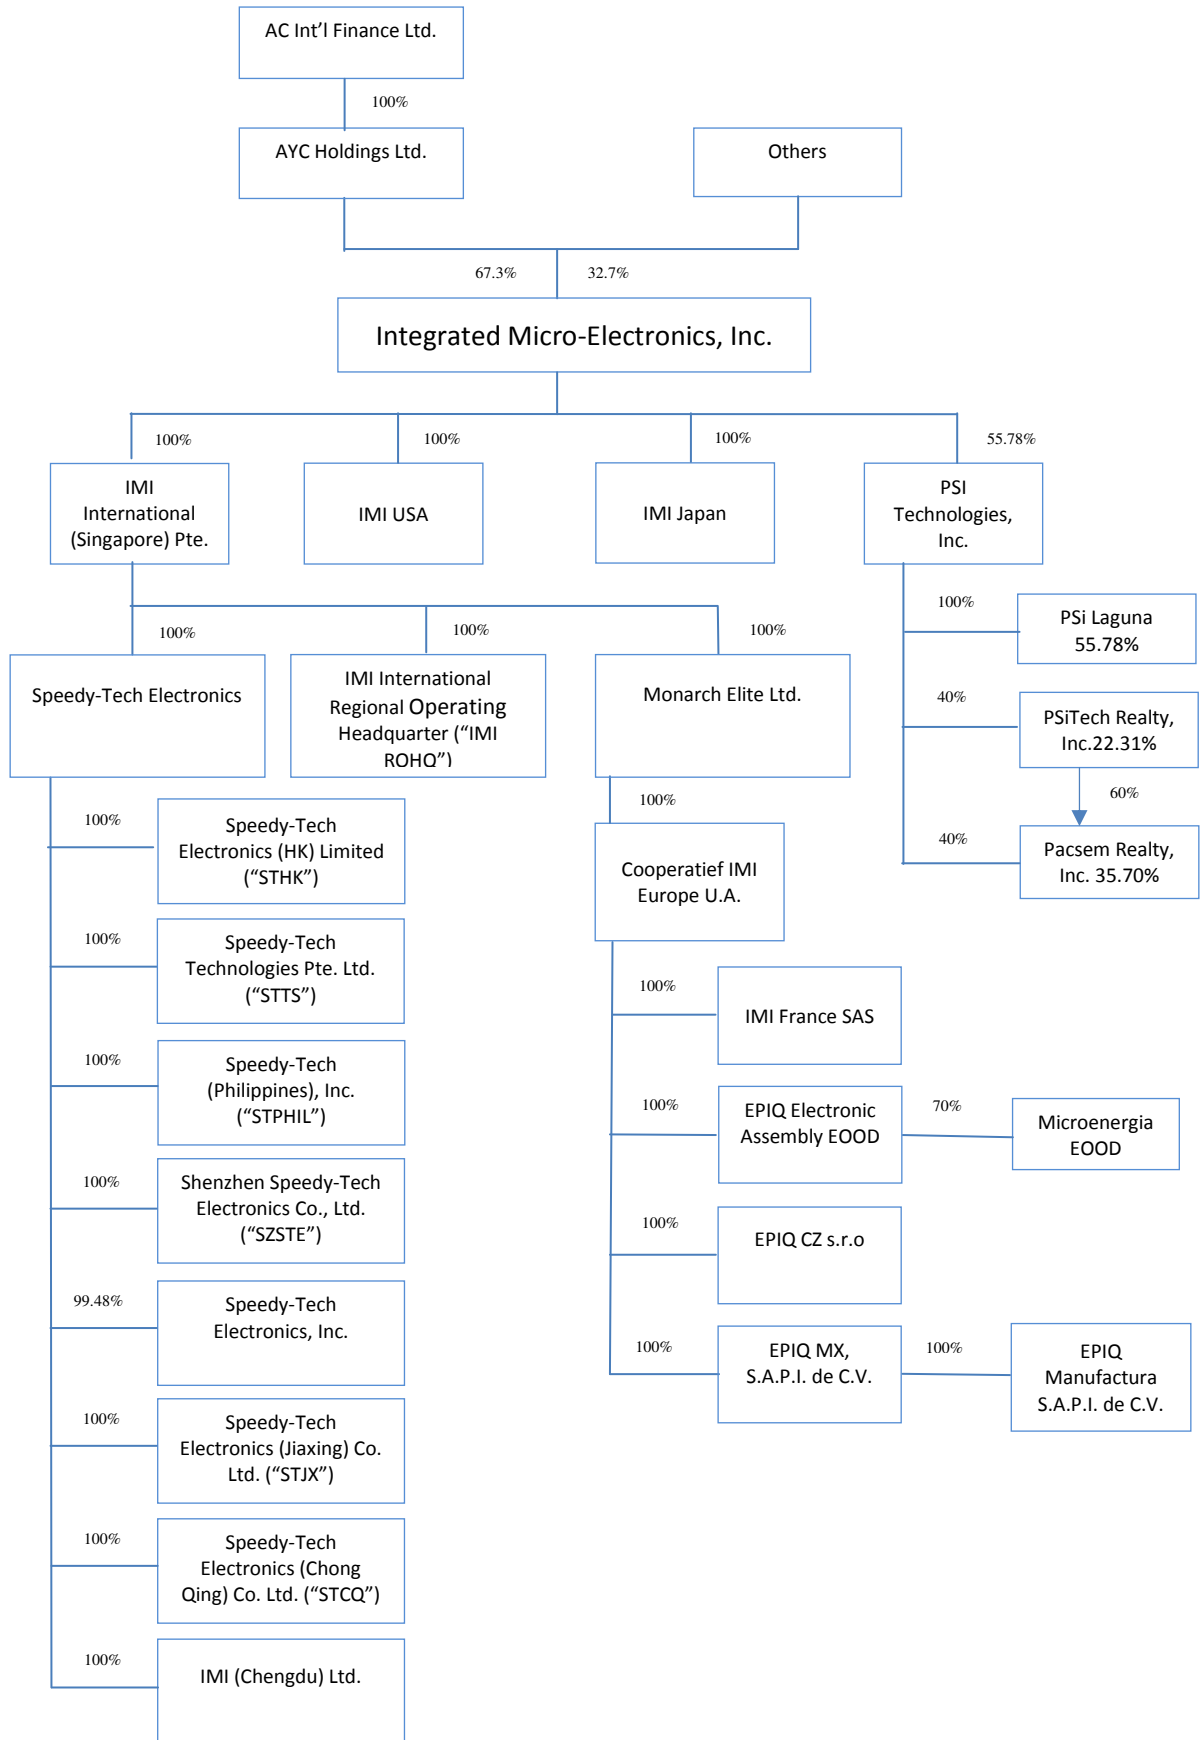 AC Int’l Finance Ltd.
100%
AYC Holdings Ltd.
Others
67.3%
32.7%
Integrated Micro-Electronics, Inc.
100%
100%
100%
55.78%
IMI
International
(Singapore) Pte.
IMI USA
IMI Japan
PSI
Technologies,
Inc.
100%
PSi Laguna
55.78%
40%
PSiTech Realty,
Inc.22.31%
60%
40%
Pacsem Realty,
Inc. 35.70%
100%
100%
100%
Speedy-Tech Electronics
IMI International
Regional Operating
Headquarter (“IMI
ROHQ”)
Monarch Elite Ltd.
100%
Speedy-Tech
Electronics (HK) Limited
(“STHK”)
100%
Speedy-Tech
Technologies Pte. Ltd.
(“STTS”)
100%
Speedy-Tech
(Philippines), Inc.
(“STPHIL”)
100%
Shenzhen Speedy-Tech
Electronics Co., Ltd.
(“SZSTE”)
99.48%
Speedy-Tech
Electronics, Inc.
100%
Speedy-Tech
Electronics (Jiaxing) Co.
Ltd. (“STJX”)
100%
Speedy-Tech
Electronics (Chong
Qing) Co. Ltd. (“STCQ”)
100%
IMI (Chengdu) Ltd.
100%
Cooperatief IMI
Europe U.A.
100%
IMI France SAS
100%
EPIQ Electronic
Assembly EOOD
70%
Microenergia
EOOD
100%
EPIQ CZ s.r.o
100%
EPIQ MX,
S.A.P.I. de C.V.
100%
EPIQ
Manufactura
S.A.P.I. de C.V.